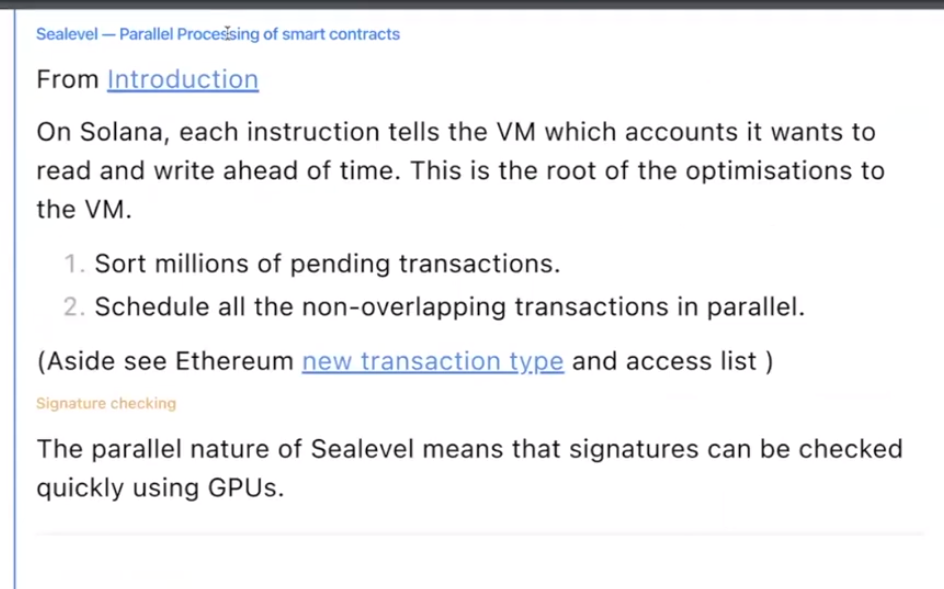 Sealevel — Parallel Processing of smart contracts
From Introduction
On Solana, each instruction tells the VM which accounts it wants to
read and write ahead of time. This is the root of the optimisations to
the VM.
1. Sort millions of pending transactions.
2. Schedule all the non-overlapping transactions in parallel.
(Aside see Ethereum new transaction type and access list )
Signature checking
The parallel nature of Sealevel means that signatures can be checked
quickly using GPUs.